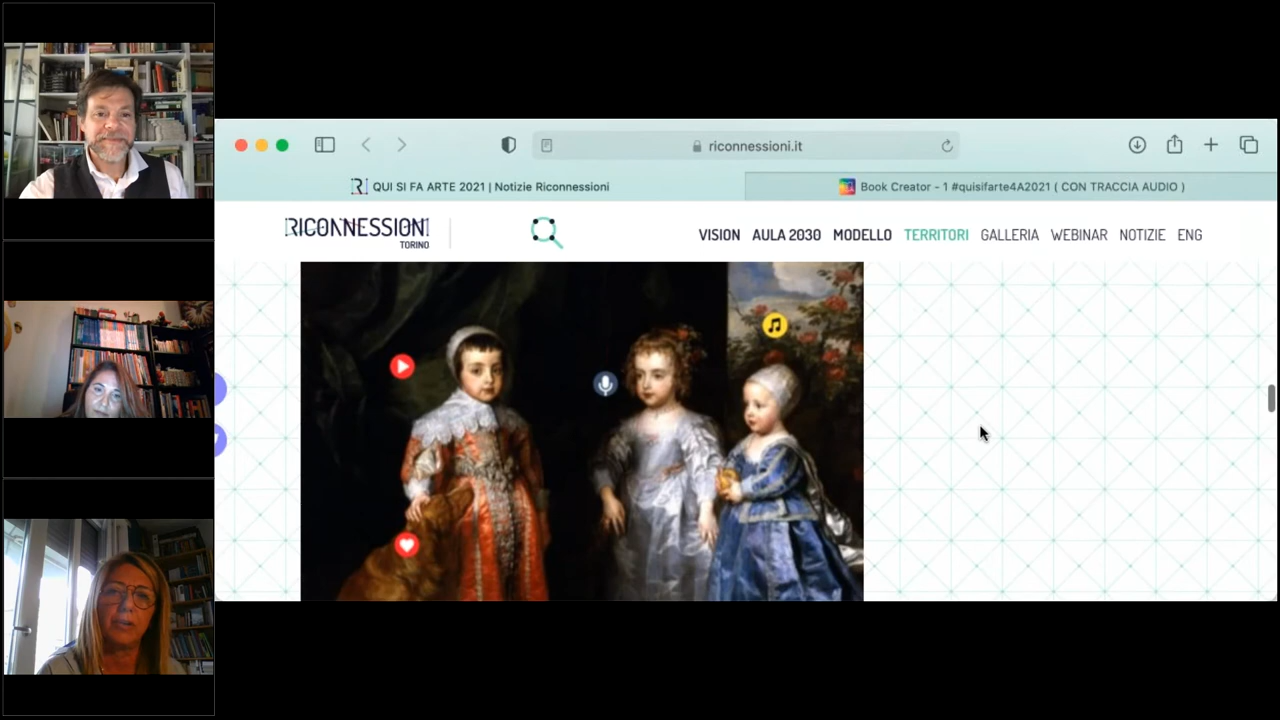 riconnessioni.it
QUI SI FA ARTE 2021 | Notizie Riconnessioni
Book Creator - 1 #quisifarte4A2021 ( CON TRACCIA AUDIO )
RICONNESSIONI
TORINO
VISION AULA 2030 MODELLO TERRITORI GALLERIA WEBINAR NOTIZIE ENG